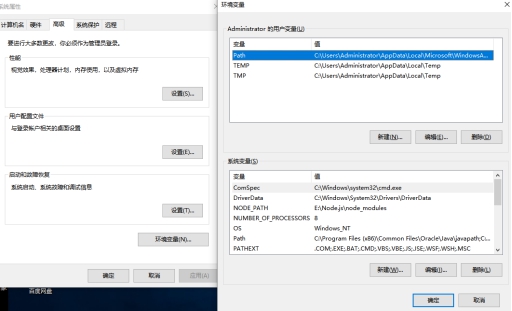 系统属性
计算机名 硬件 高级 系统保护 远程
要进行大多数更改，你必须作为管理员登录。
性能
视觉效果、处理器计划、内存使用，以及虚拟内存
设置(S)...
用户配置文件
与登录帐户相关的桌面设置
设置(E)...
启动和故障恢复
系统启动、系统故障和调试信息
设置(T)...
环境变量(N)...
确定 取消 应用(A)
百度网盘
环境变量
Administrator 的用户变量(U)
变量 值
Path C:\Users\Administrator\AppData\Local\Microsoft\WindowsA...
TEMP C:\Users\Administrator\AppData\Local\Temp
TMP C:\Users\Administrator\AppData\Local\Temp
新建(N)... 编辑(E)... 删除(D)
系统变量(S)
变量 值
ComSpec C:\Windows\system32\cmd.exe
DriverData C:\Windows\System32\Drivers\DriverData
NODE_PATH E:\Node.js\node_modules
NUMBER_OF_PROCESSORS 8
OS Windows_NT
Path C:\Program Files (x86)\Common Files\Oracle\Java\javapath;C:...
PATHEXT .COM;.EXE;.BAT;.CMD;.VBS;.VBE;.JS;.JSE;.WSF;.WSH;.MSC
新建(W)... 编辑(I)... 删除(L)
确定 取消